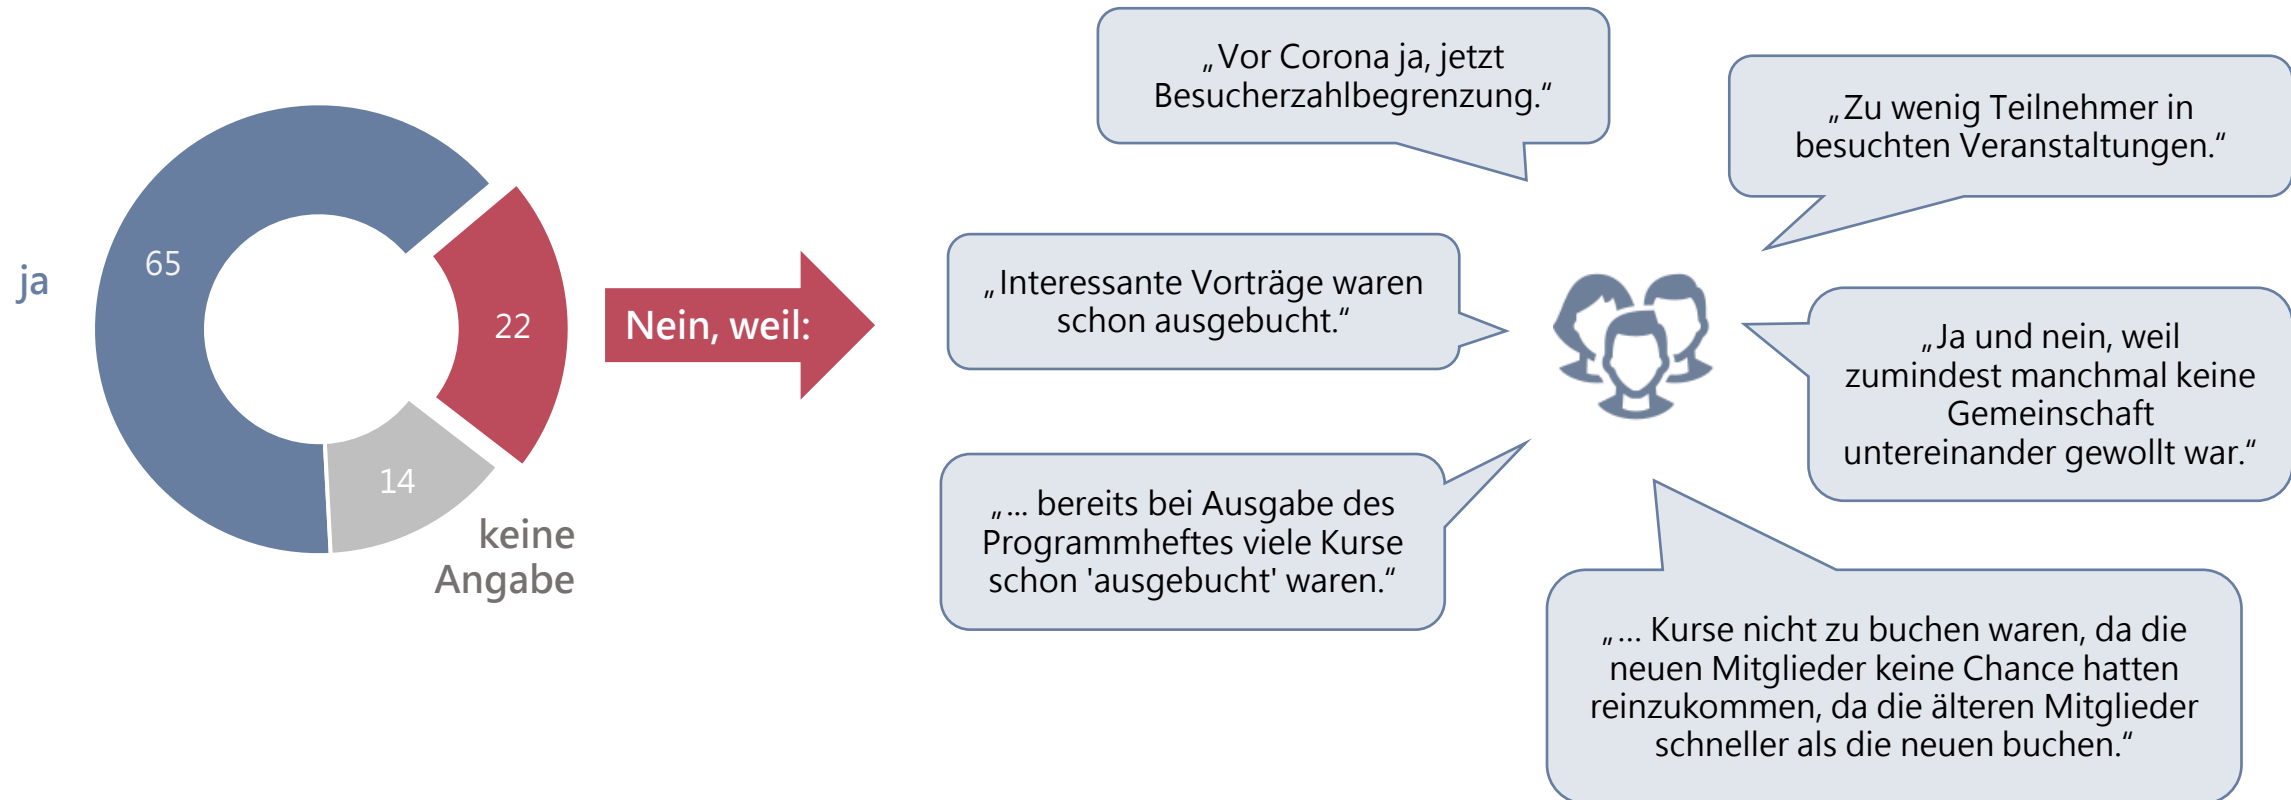 ja
65
22
14
keine
Angabe
Nein, weil:
„Vor Corona ja, jetzt
Besucherzahlbegrenzung.“
„Zu wenig Teilnehmer in
besuchten Veranstaltungen.“
„Interessante Vorträge waren
schon ausgebucht.“
„Ja und nein, weil
zumindest manchmal keine
Gemeinschaft
untereinander gewollt war.“
„... bereits bei Ausgabe des
Programmheftes viele Kurse
schon 'ausgebucht' waren.“
„... Kurse nicht zu buchen waren, da die
neuen Mitglieder keine Chance hatten
reinzukommen, da die älteren Mitglieder
schneller als die neuen buchen.“